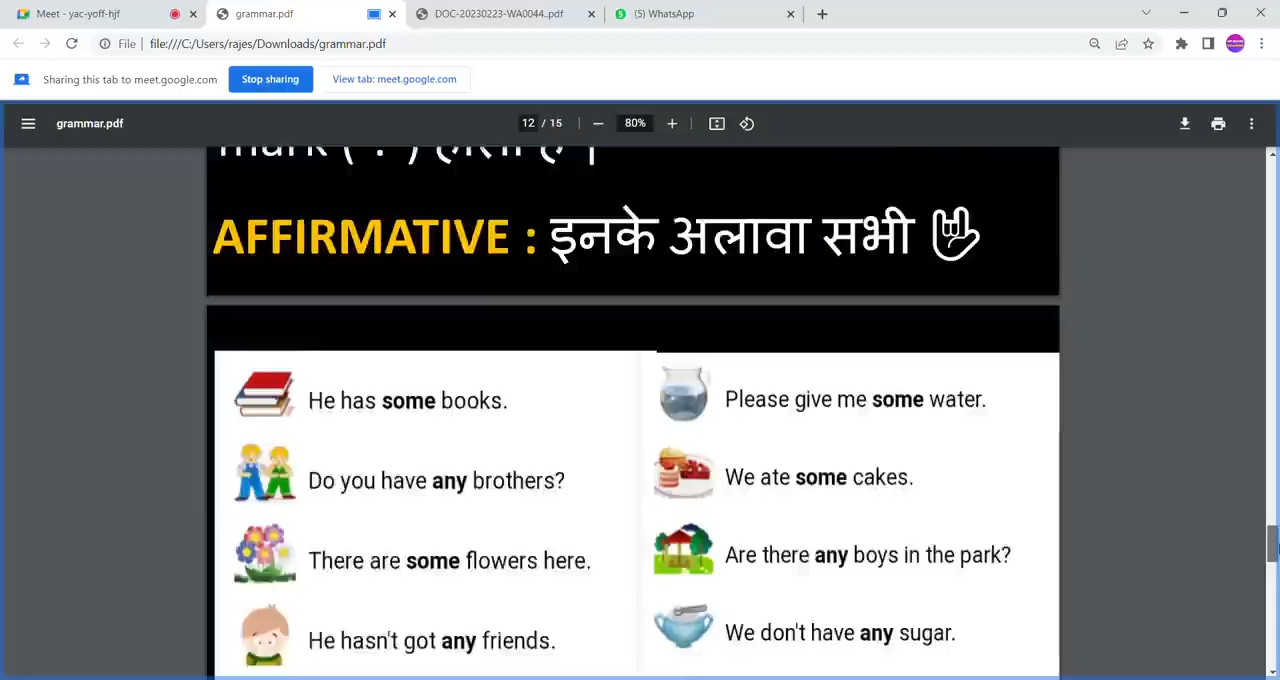 Meet - yac-yoff-hjf
grammar.pdf
DOC-20230223-WA0044..pdf
(5) WhatsApp
File
file:///C:/Users/rajes/Downloads/grammar.pdf
Sharing this tab to meet.google.com
Stop sharing
View tab: meet.google.com
grammar.pdf
12 / 15
80%
mark ( . ) होता है |
AFFIRMATIVE : इनके अलावा सभी
He has some books.
Please give me some water.
Do you have any brothers?
We ate some cakes.
There are some flowers here.
Are there any boys in the park?
He hasn't got any friends.
We don't have any sugar.